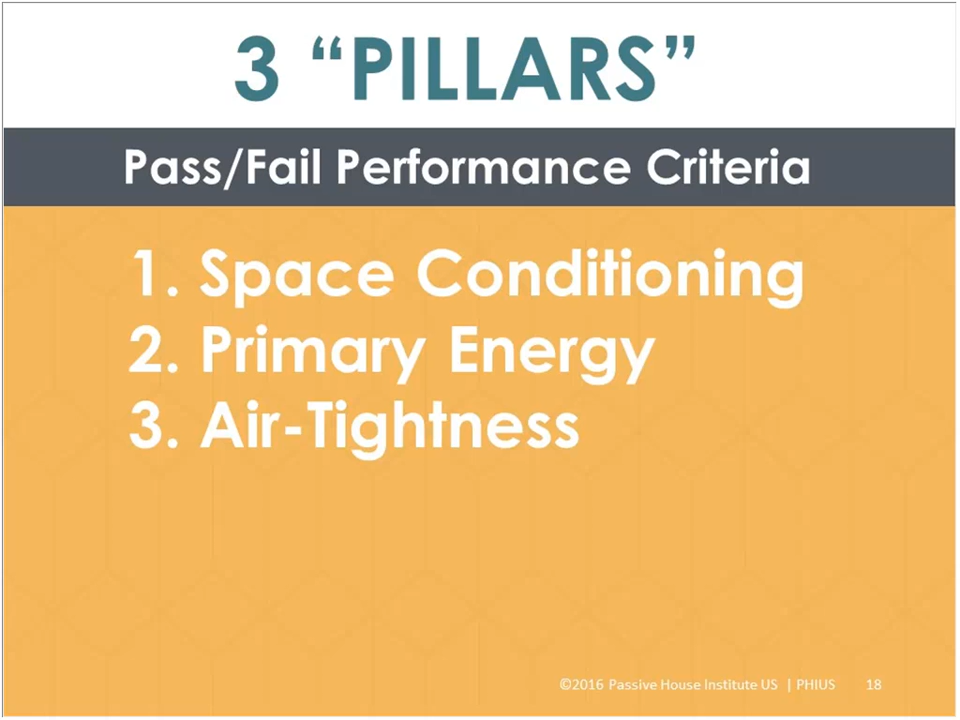 3 “PILLARS”
Pass/Fail Performance Criteria
1. Space Conditioning
2. Primary Energy
3. Air-Tightness
©2016 Passive House Institute US | PHIUS 18